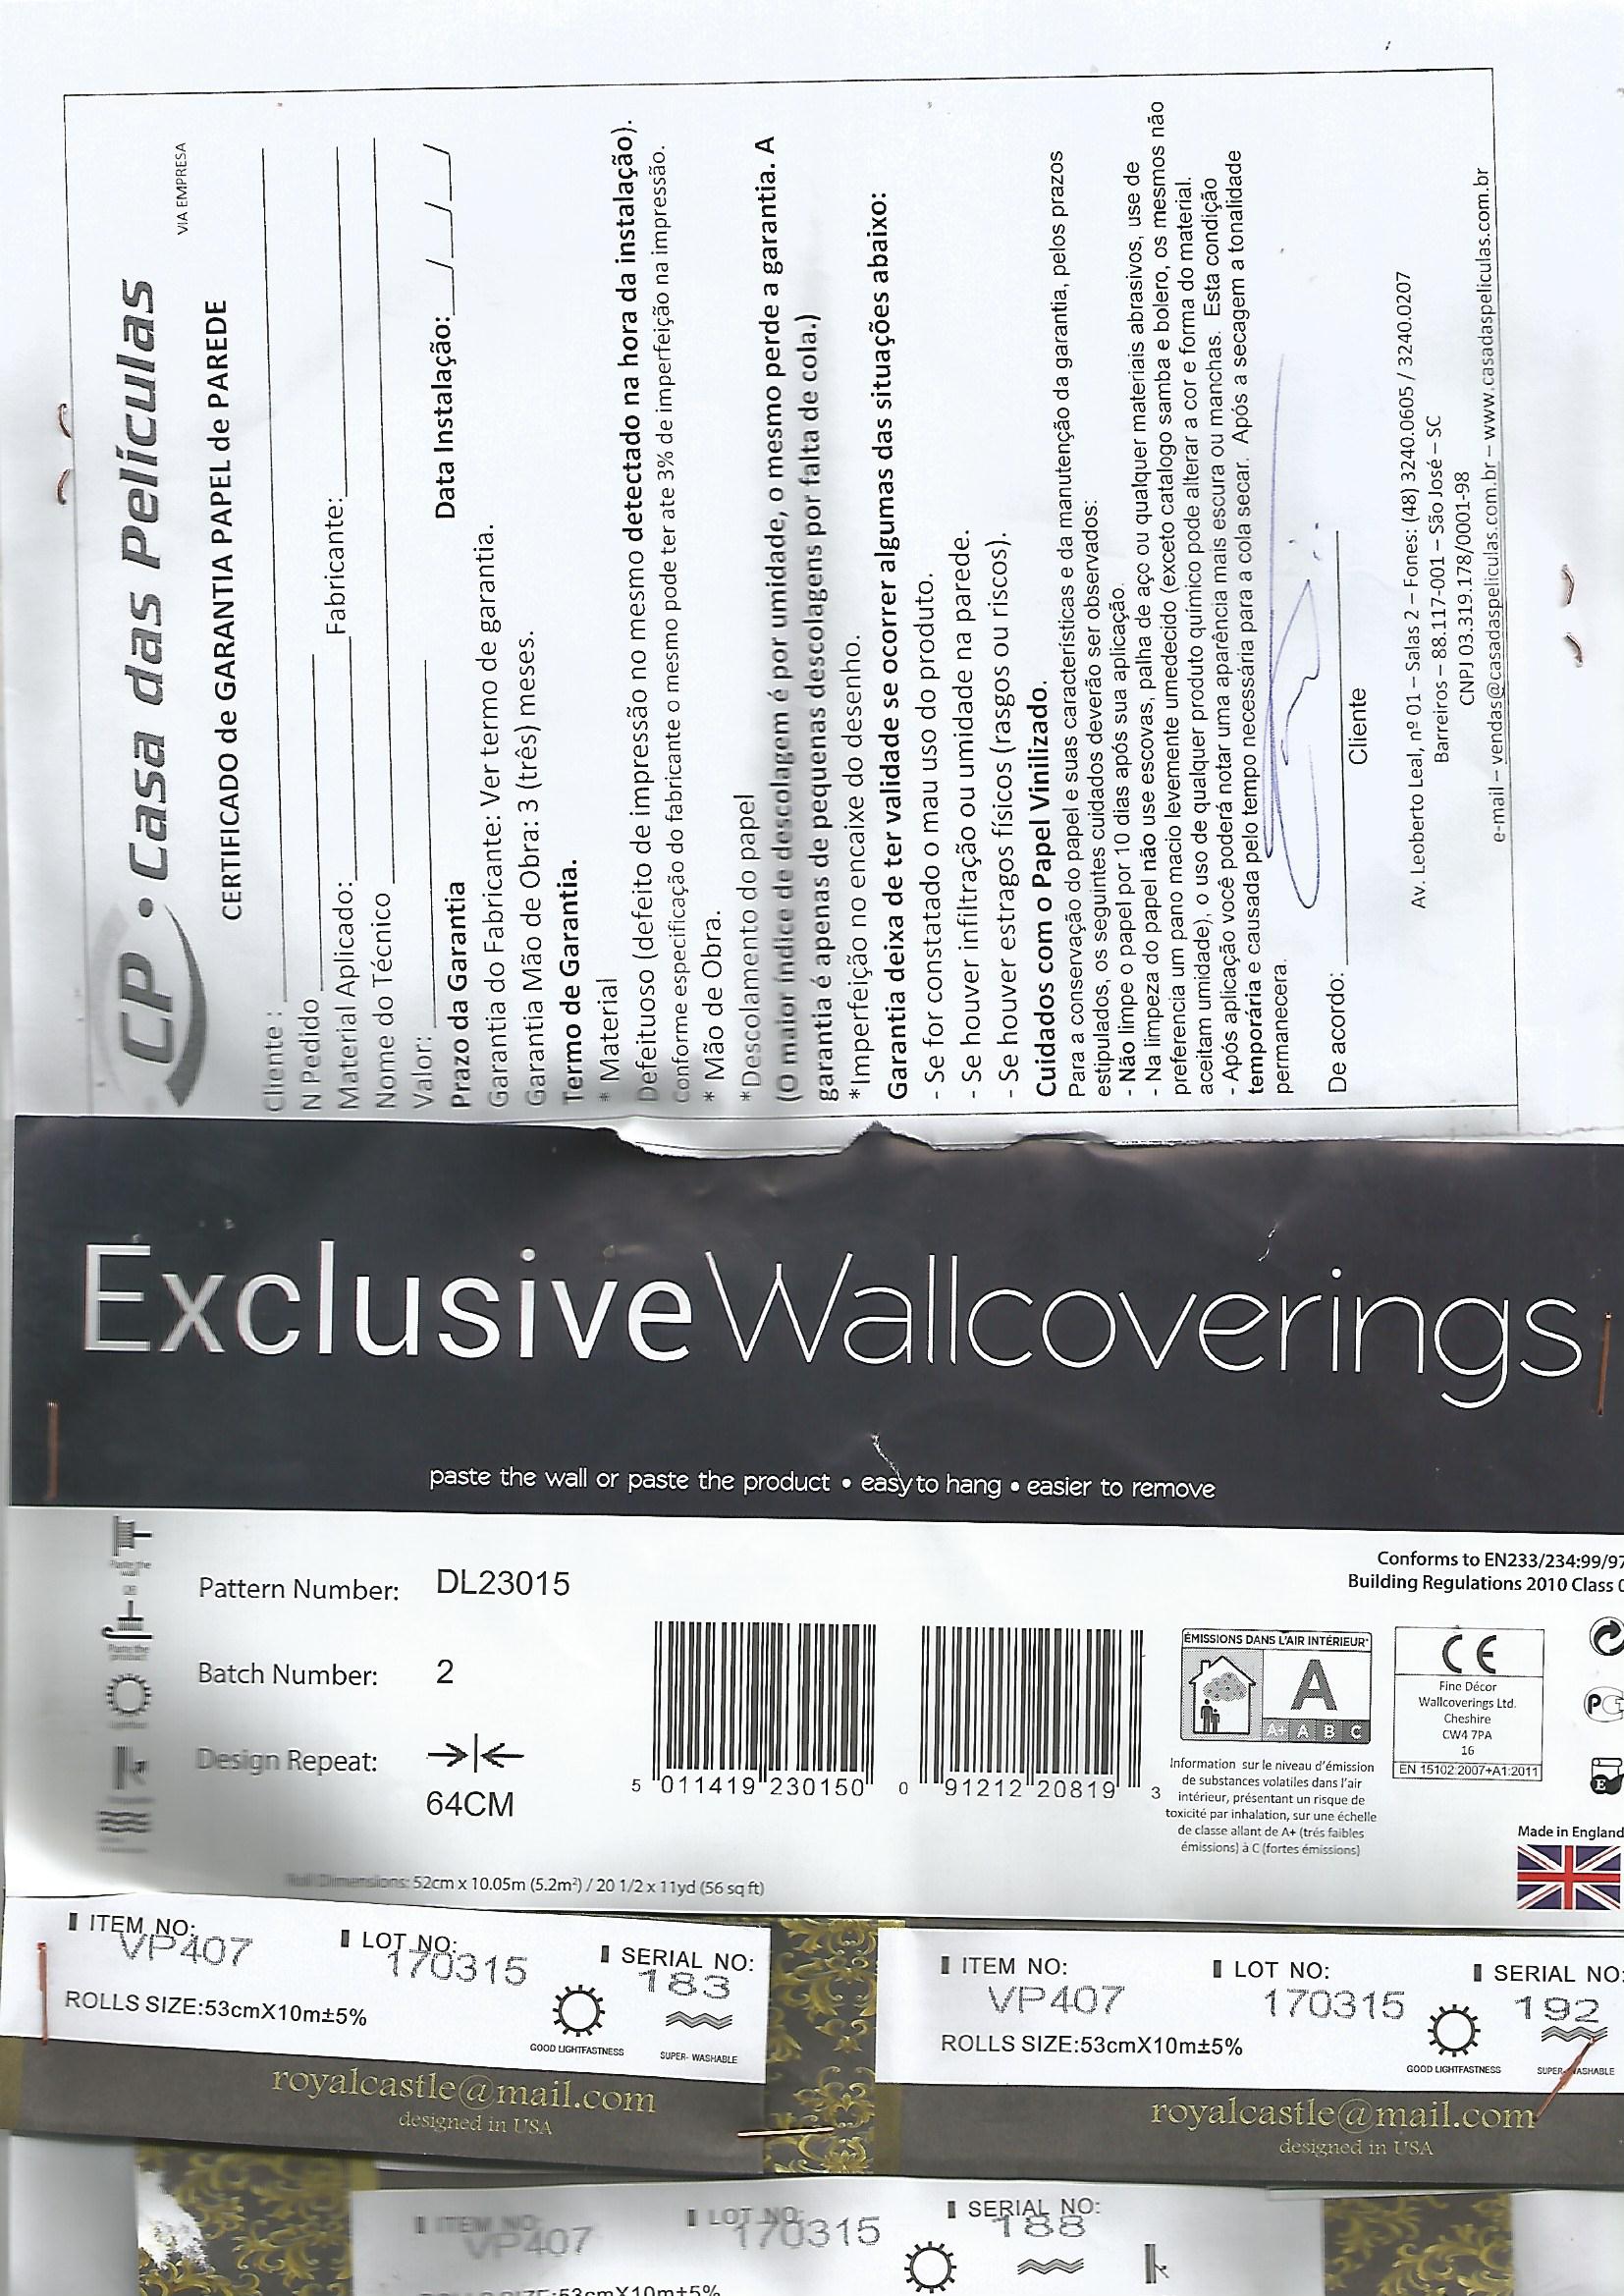 CP • Casa das Películas
VIA EMPRESA
CERTIFICADO de GARANTIA PAPEL de PAREDE
Cliente :
N Pedido
Material Aplicado: Fabricante:
Nome do Técnico
Valor: Data Instalação: __/__/__/
Prazo da Garantia
Garantia do Fabricante: Ver termo de garantia.
Garantia Mão de Obra: 3 (três) meses.
Termo de Garantia.
* Material
Defeituoso (defeito de impressão no mesmo detectado na hora da instalação).
Conforme especificação do fabricante o mesmo pode ter ate 3% de imperfeição na impressão.
* Mão de Obra.
*Descolamento do papel
(O maior índice de descolagem é por umidade, o mesmo perde a garantia. A
garantia é apenas de pequenas descolagens por falta de cola.)
*Imperfeição no encaixe do desenho.
Garantia deixa de ter validade se ocorrer algumas das situações abaixo:
- Se for constatado o mau uso do produto.
- Se houver infiltração ou umidade na parede.
- Se houver estragos físicos (rasgos ou riscos).
Cuidados com o Papel Vinilizado.
Para a conservação do papel e suas características e da manutenção da garantia, pelos prazos
estipulados, os seguintes cuidados deverão ser observados:
- Não limpe o papel por 10 dias após sua aplicação.
- Na limpeza do papel não use escovas, palha de aço ou qualquer materiais abrasivos, use de
preferencia um pano macio levemente umedecido (exceto catalogo samba e bolero, os mesmos não
aceitam umidade), o uso de qualquer produto químico pode alterar a cor e forma do material.
- Após aplicação você poderá notar uma aparência mais escura ou manchas. Esta condição
temporária e causada pelo tempo necessária para a cola secar. Após a secagem a tonalidade
permanecera.
De acordo:
Cliente
Av. Leoberto Leal, nº 01 – Salas 2 – Fones: (48) 3240.0605 / 3240.0207
Barreiros – 88.117-001 – São José – SC
CNPJ 03.319.178/0001-98
e-mail – vendas@casadaspeliculas.com.br – www.casadaspeliculas.com.br
Exclusive Wallcoverings
paste the wall or paste the product • easy to hang • easier to remove
Conforms to EN233/234:99/97
Building Regulations 2010 Class 0
Paste the
wall
or
Paste the
product
Pattern Number: DL23015
Batch Number: 2
Design Repeat:
64CM
5 011419 230150
0 91212 20819 3
ÉMISSIONS DANS L'AIR INTÉRIEUR*
A
A+ A B C
Information sur le niveau d'émission
de substances volatiles dans l'air
intérieur, présentant un risque de
toxicité par inhalation, sur une échelle
de classe allant de A+ (trés faibles
émissions) à C (fortes émissions)
CE
Fine Décor
Wallcoverings Ltd.
Cheshire
CW4 7PA
16
EN 15102:2007+A1:2011
E
Made in England
Roll Dimensions: 52cm x 10.05m (5.2m²) / 20 1/2 x 11yd (56 sq ft)
ITEM NO: LOT NO: SERIAL NO:
VP407 170315 183
ROLLS SIZE:53cmX10m±5%
GOOD LIGHTFASTNESS SUPER- WASHABLE
royalcastle@mail.com
designed in USA
ITEM NO: LOT NO: SERIAL NO:
VP407 170315 192
ROLLS SIZE:53cmX10m±5%
GOOD LIGHTFASTNESS SUPER- WASHABLE
royalcastle@mail.com
designed in USA
ITEM NO: LOT NO: SERIAL NO:
VP407 170315 188
ROLLS SIZE:53cmX10m±5%